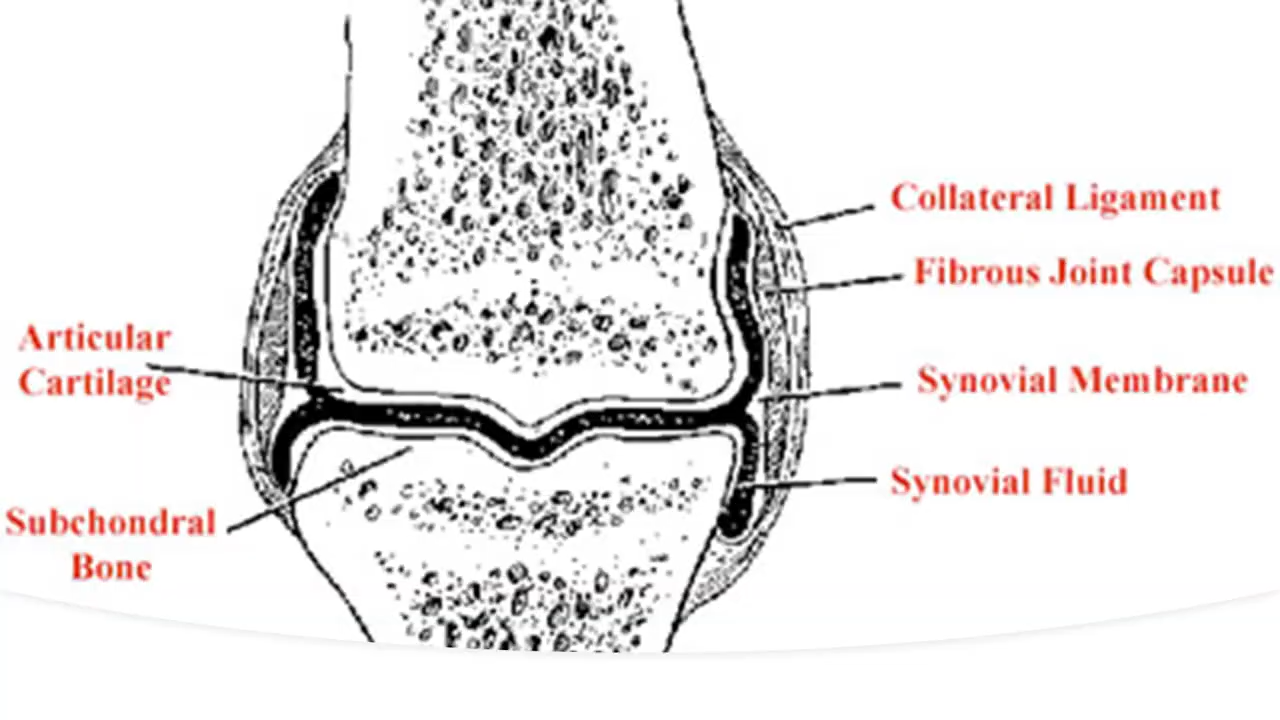 Collateral Ligament
Fibrous Joint Capsule
Articular
Cartilage
Synovial Membrane
Synovial Fluid
Subchondral
Bone